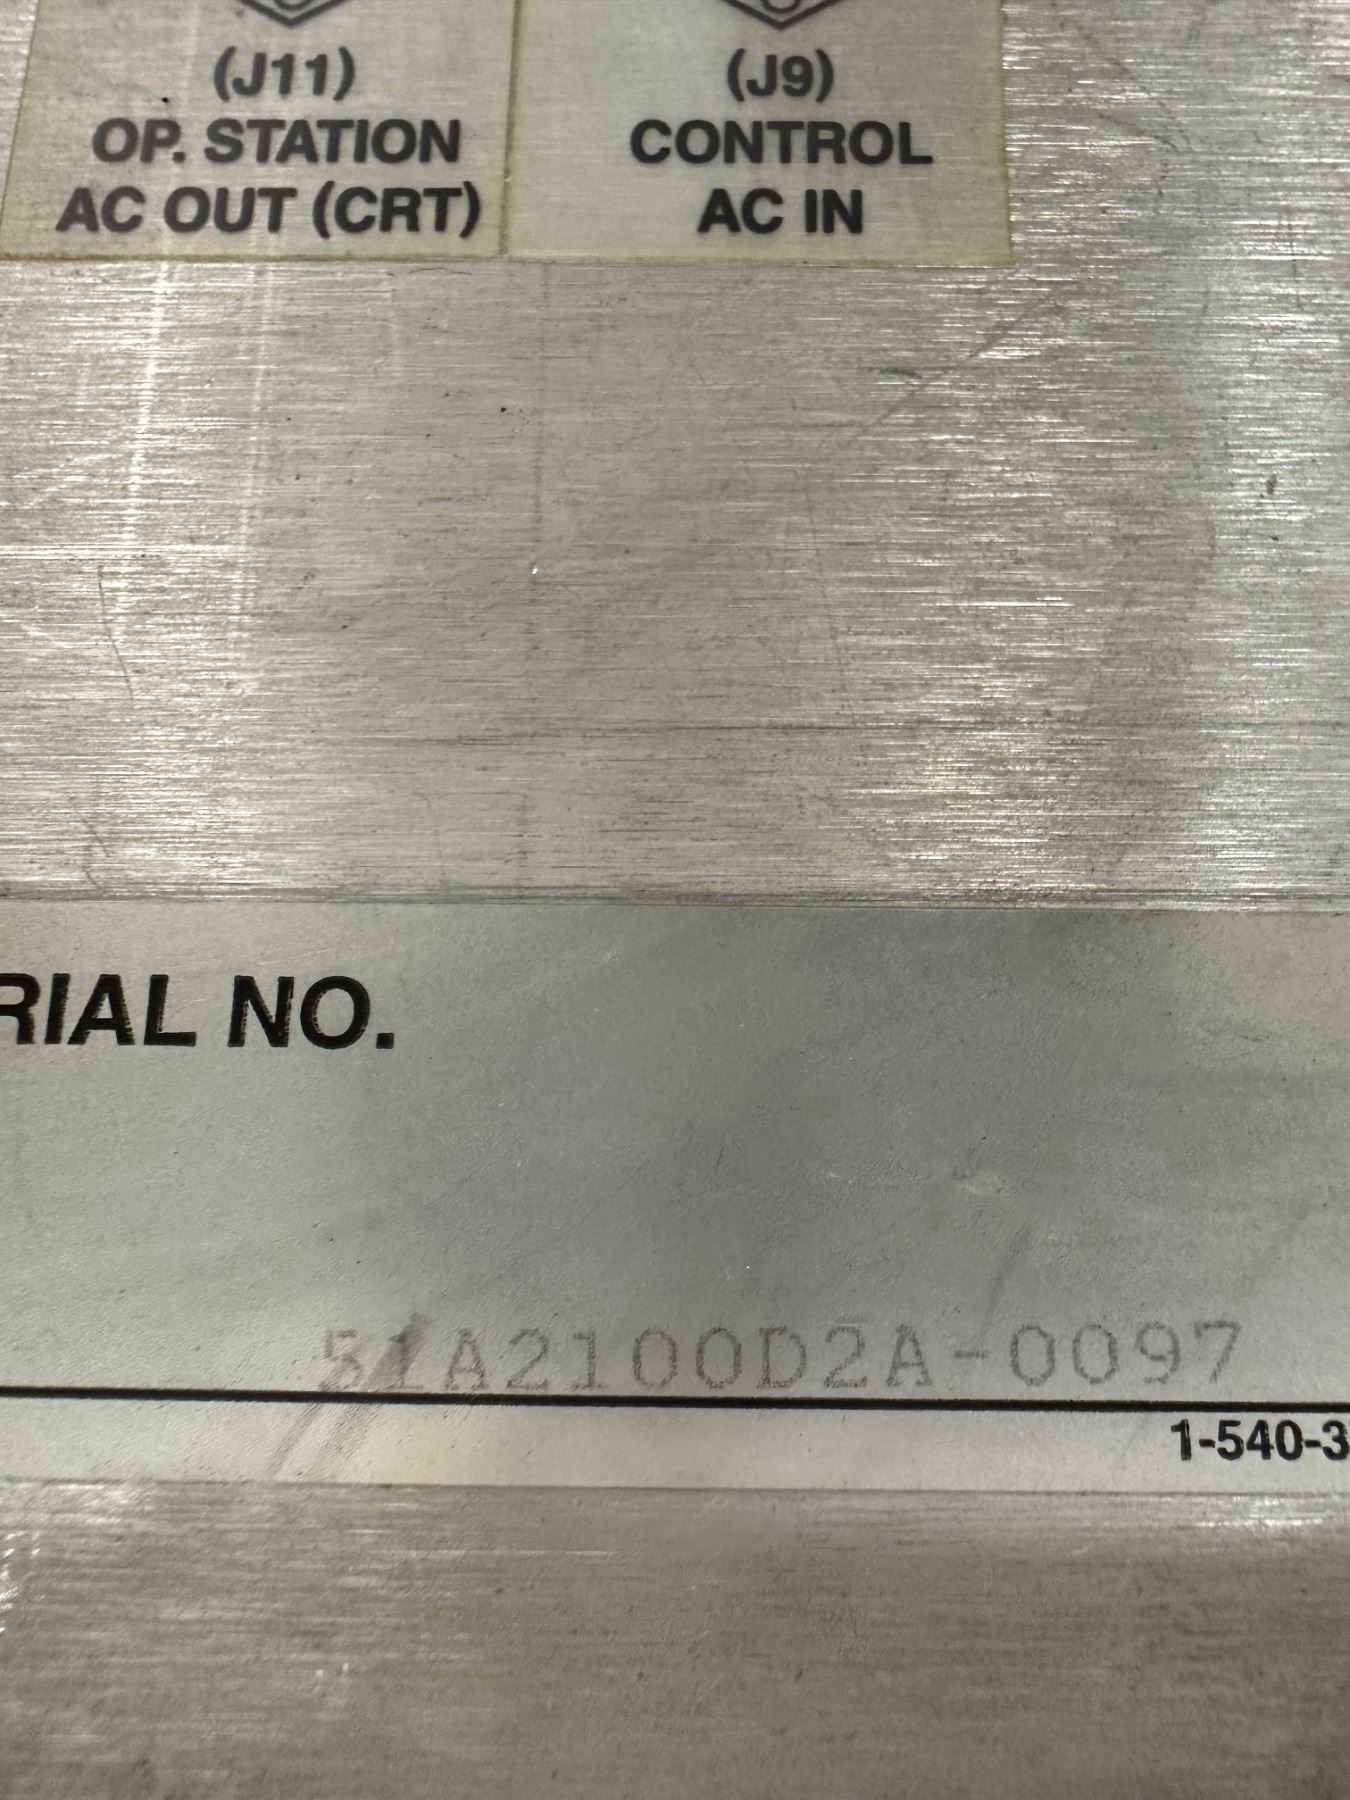 (J11)
OP. STATION
AC OUT (CRT)
(J9)
CONTROL
AC IN
RIAL NO.
51A2100D2A-0097
1-540-3